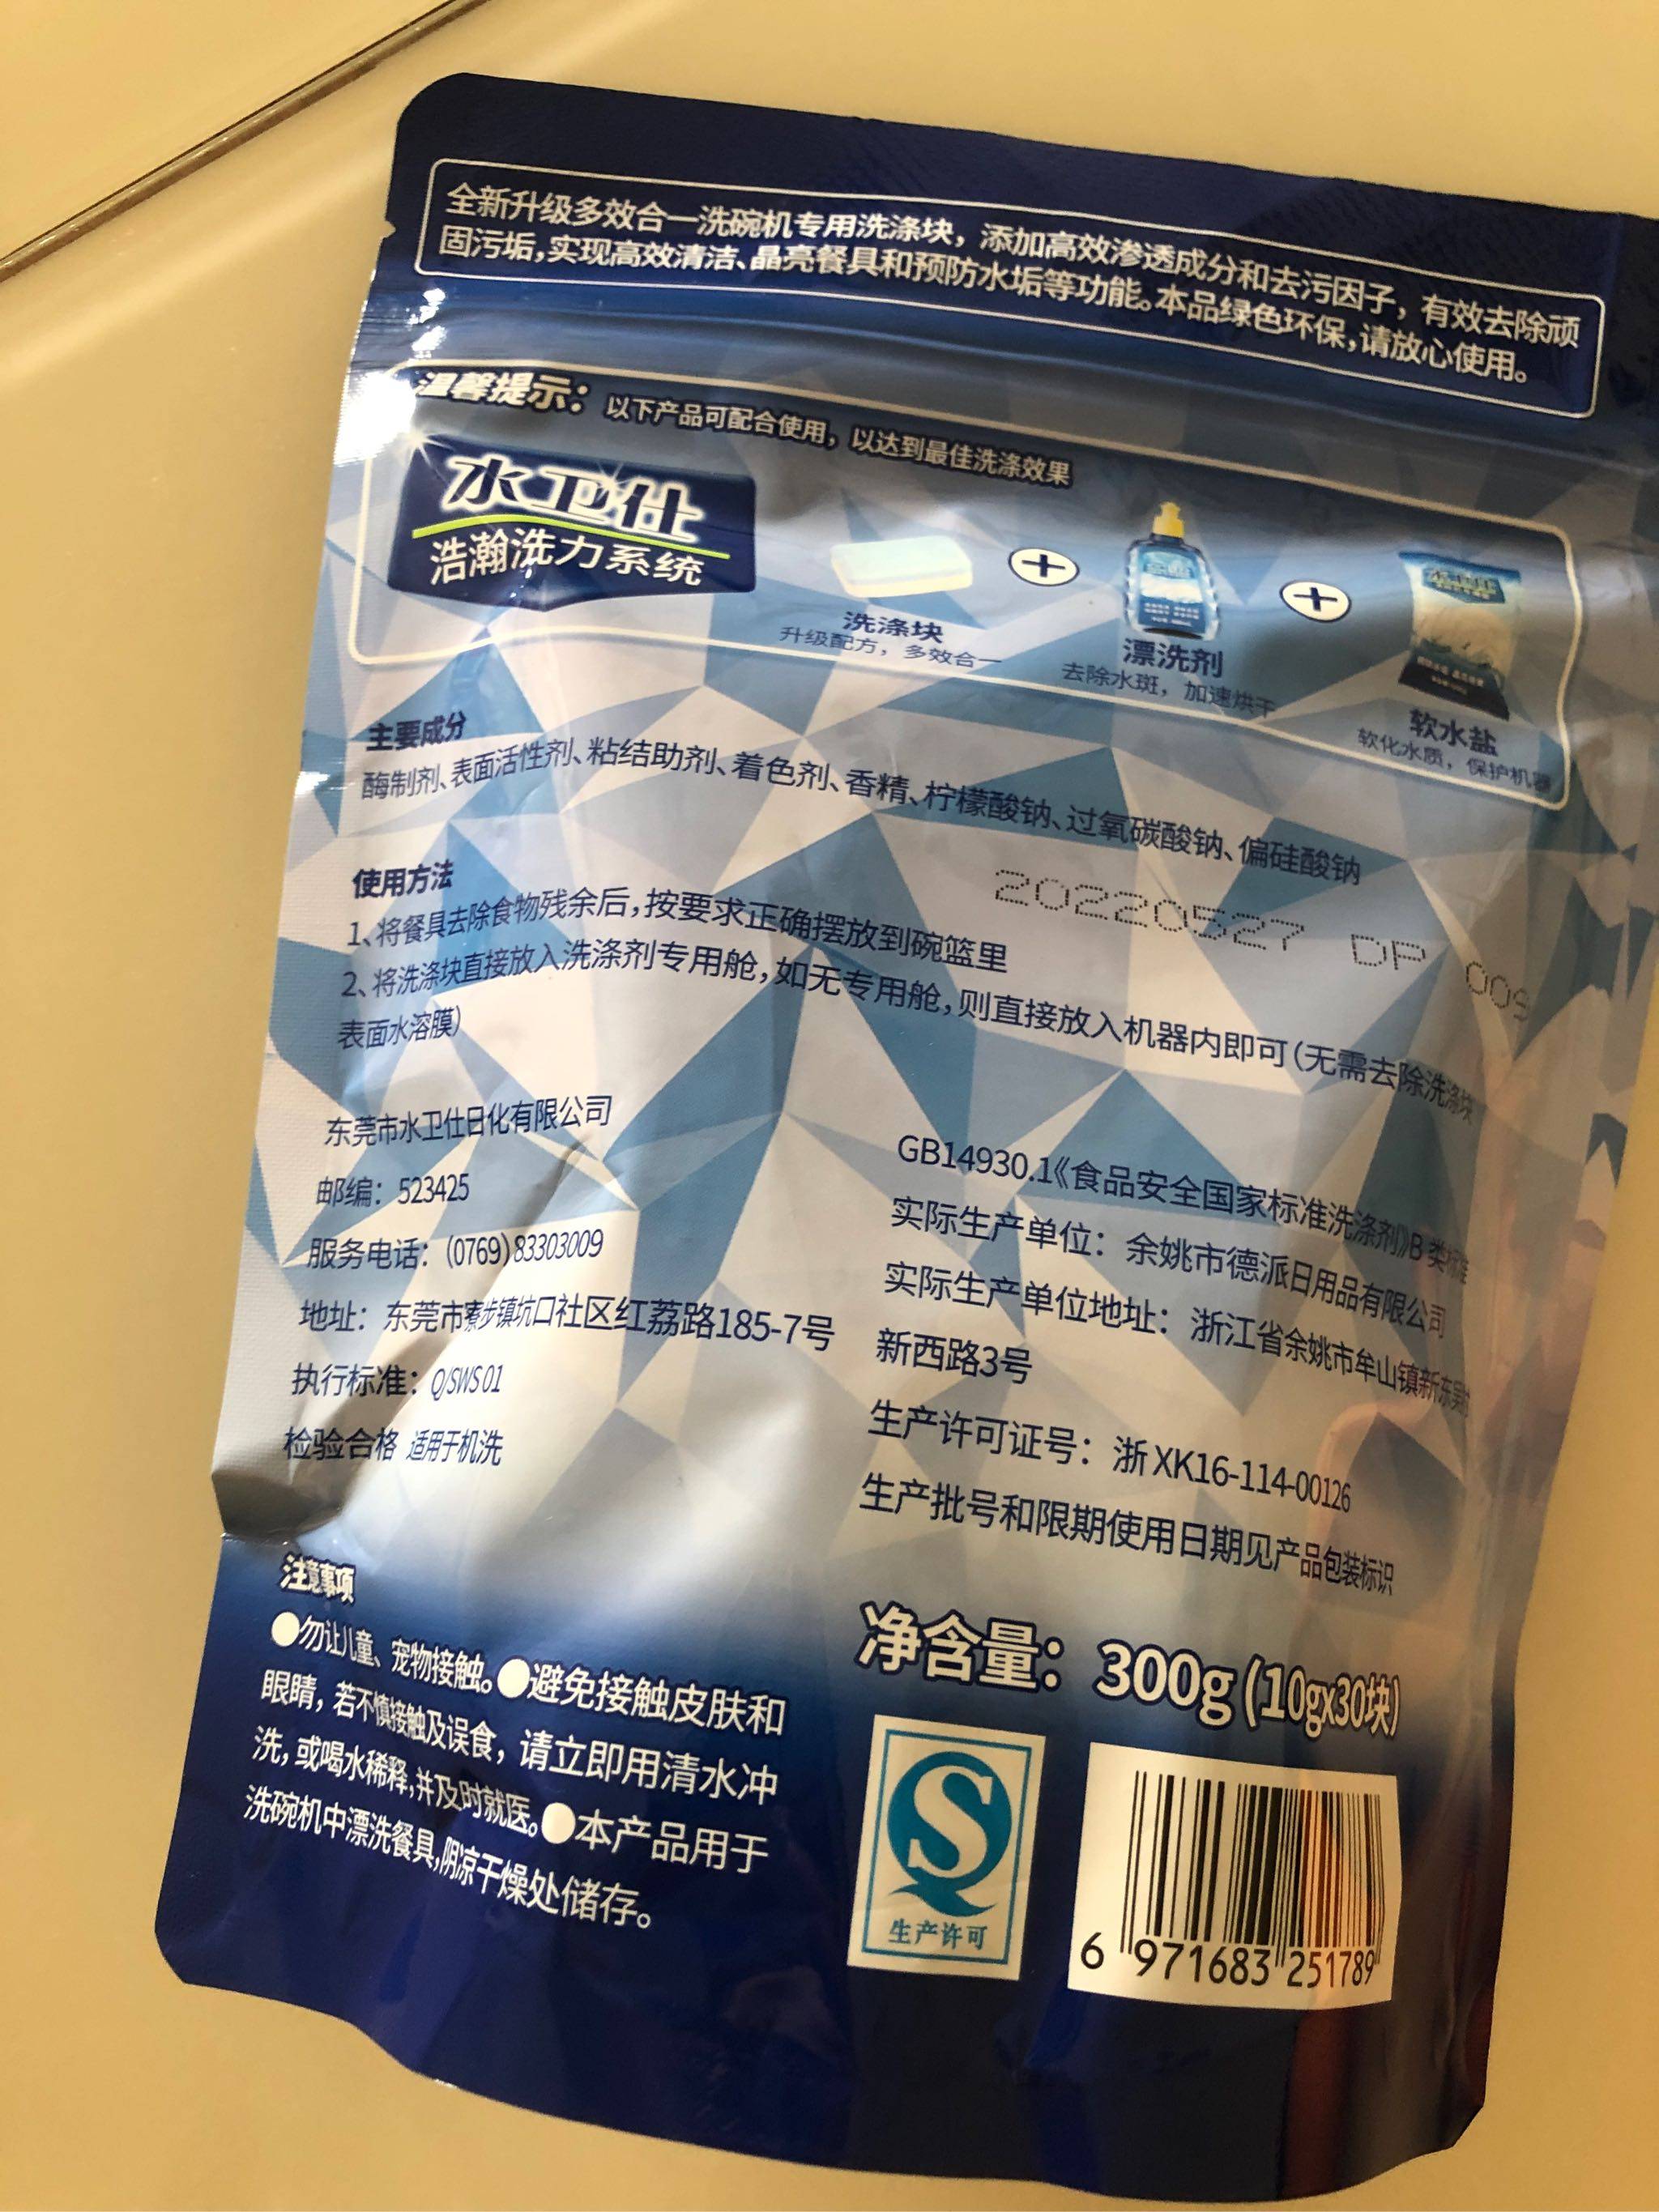 全新升级多效合一洗碗机专用洗涤块，添加高效渗透成分和去污因子，有效去除顽
固污垢，实现高效清洁、晶亮餐具和预防水垢等功能。本品绿色环保，请放心使用。
温馨提示：以下产品可配合使用，以达到最佳洗涤效果
水卫仕
浩瀚洗力系统
洗涤块
升级配方，多效合一
漂洗剂
去除水斑，加速烘干
软水盐
软化水质，保护机器
主要成分
酶制剂、表面活性剂、粘结助剂、着色剂、香精、柠檬酸钠、过氧碳酸钠、偏硅酸钠
20220527 DP 009
使用方法
1、将餐具去除食物残余后，按要求正确摆放到碗篮里
2、将洗涤块直接放入洗涤剂专用舱，如无专用舱，则直接放入机器内即可（无需去除洗涤块
表面水溶膜）
东莞市水卫仕日化有限公司
邮编：523425
服务电话：(0769) 83303009
地址：东莞市寮步镇坑口社区红荔路185-7号
执行标准：Q/SWS 01
检验合格 适用于机洗
GB14930.1《食品安全国家标准洗涤剂》B 类标准
实际生产单位：余姚市德派日用品有限公司
实际生产单位地址：浙江省余姚市牟山镇新东吴
新西路3号
生产许可证号：浙 XK16-114-00126
生产批号和限期使用日期见产品包装标识
注意事项
●勿让儿童、宠物接触。●避免接触皮肤和
眼睛，若不慎接触及误食，请立即用清水冲
洗，或喝水稀释，并及时就医。●本产品用于
洗碗机中漂洗餐具，阴凉干燥处储存。
净含量：300g (10gx30块)
生产许可
6 971683 251789